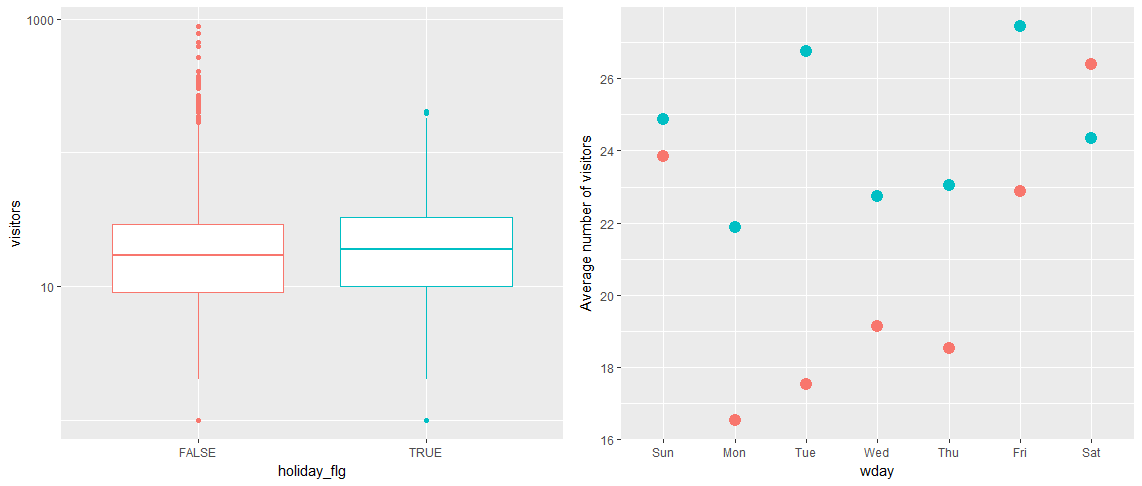 1000
10
visitors
FALSE
TRUE
holiday_flg
26
24
22
20
18
16
Average number of visitors
Sun
Mon
Tue
Wed
Thu
Fri
Sat
wday